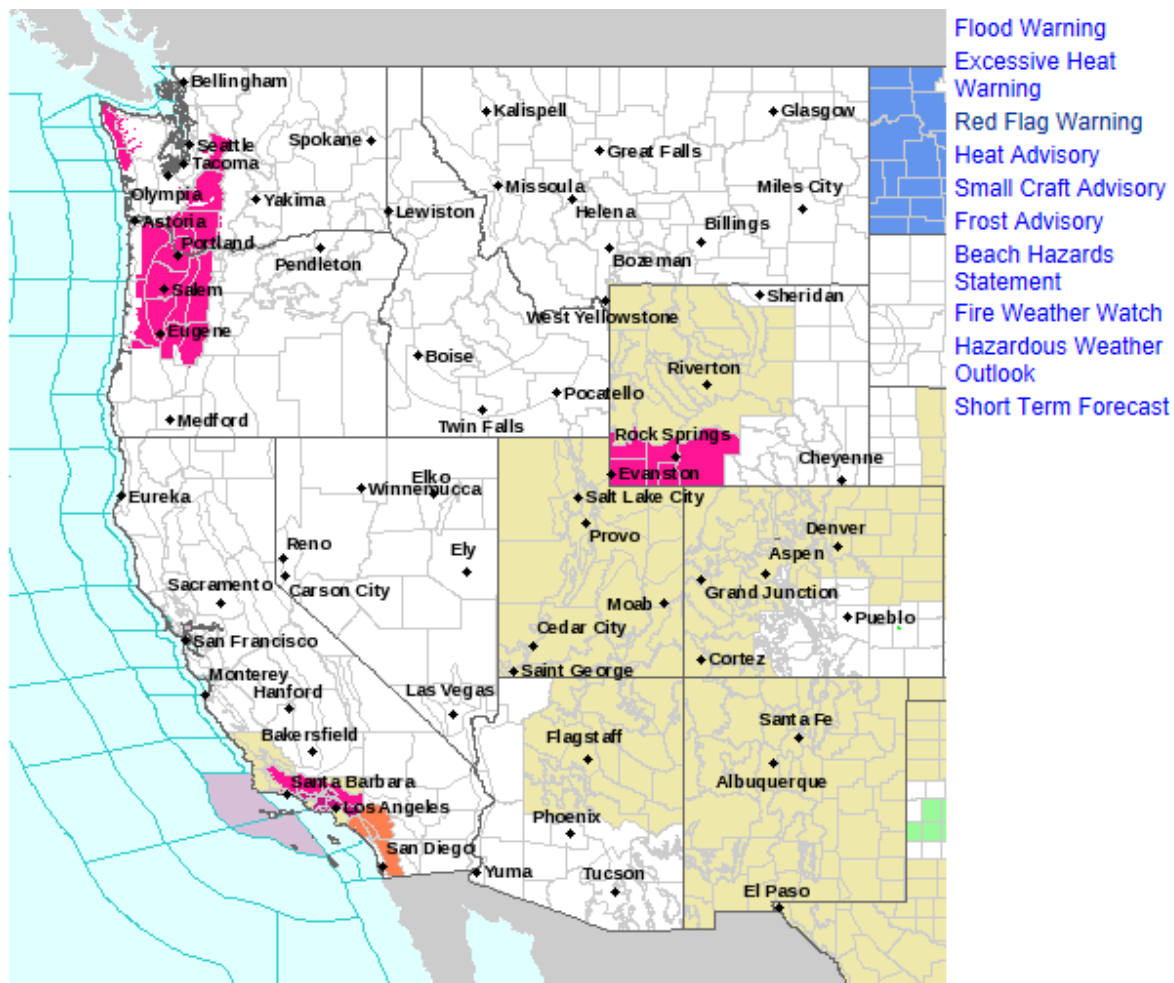 Bellingham
Kalispell
Glasgow
Spokane
Seattle
Great Falls
Tacoma
Missoula
Miles City
Olympia
Yakima
Helena
Lewiston
Astoria
Billings
Portland
Pendleton
Bozeman
Salem
Sheridan
West Yellowstone
Eugene
Boise
Riverton
Pocatello
Medford
Twin Falls
Rock Springs
Cheyenne
Evanston
Elko
Winnemucca
Eureka
Salt Lake City
Provo
Denver
Reno
Ely
Aspen
Sacramento
Carson City
Grand Junction
Moab
Pueblo
Cedar City
San Francisco
Cortez
Saint George
Monterey
Las Vegas
Hanford
Santa Fe
Bakersfield
Flagstaff
Albuquerque
Santa Barbara
Los Angeles
Phoenix
San Diego
Yuma
Tucson
El Paso
Flood Warning
Excessive Heat
Warning
Red Flag Warning
Heat Advisory
Small Craft Advisory
Frost Advisory
Beach Hazards
Statement
Fire Weather Watch
Hazardous Weather
Outlook
Short Term Forecast